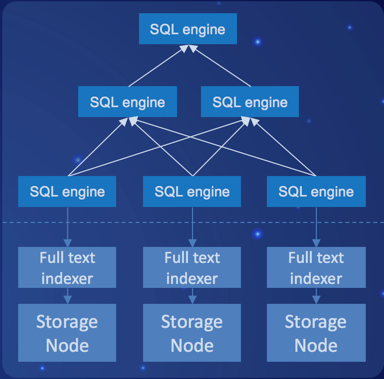 SQL engine
SQL engine
SQL engine
SQL engine
SQL engine
SQL engine
Full text
indexer
Full text
indexer
Full text
indexer
Storage
Node
Storage
Node
Storage
Node